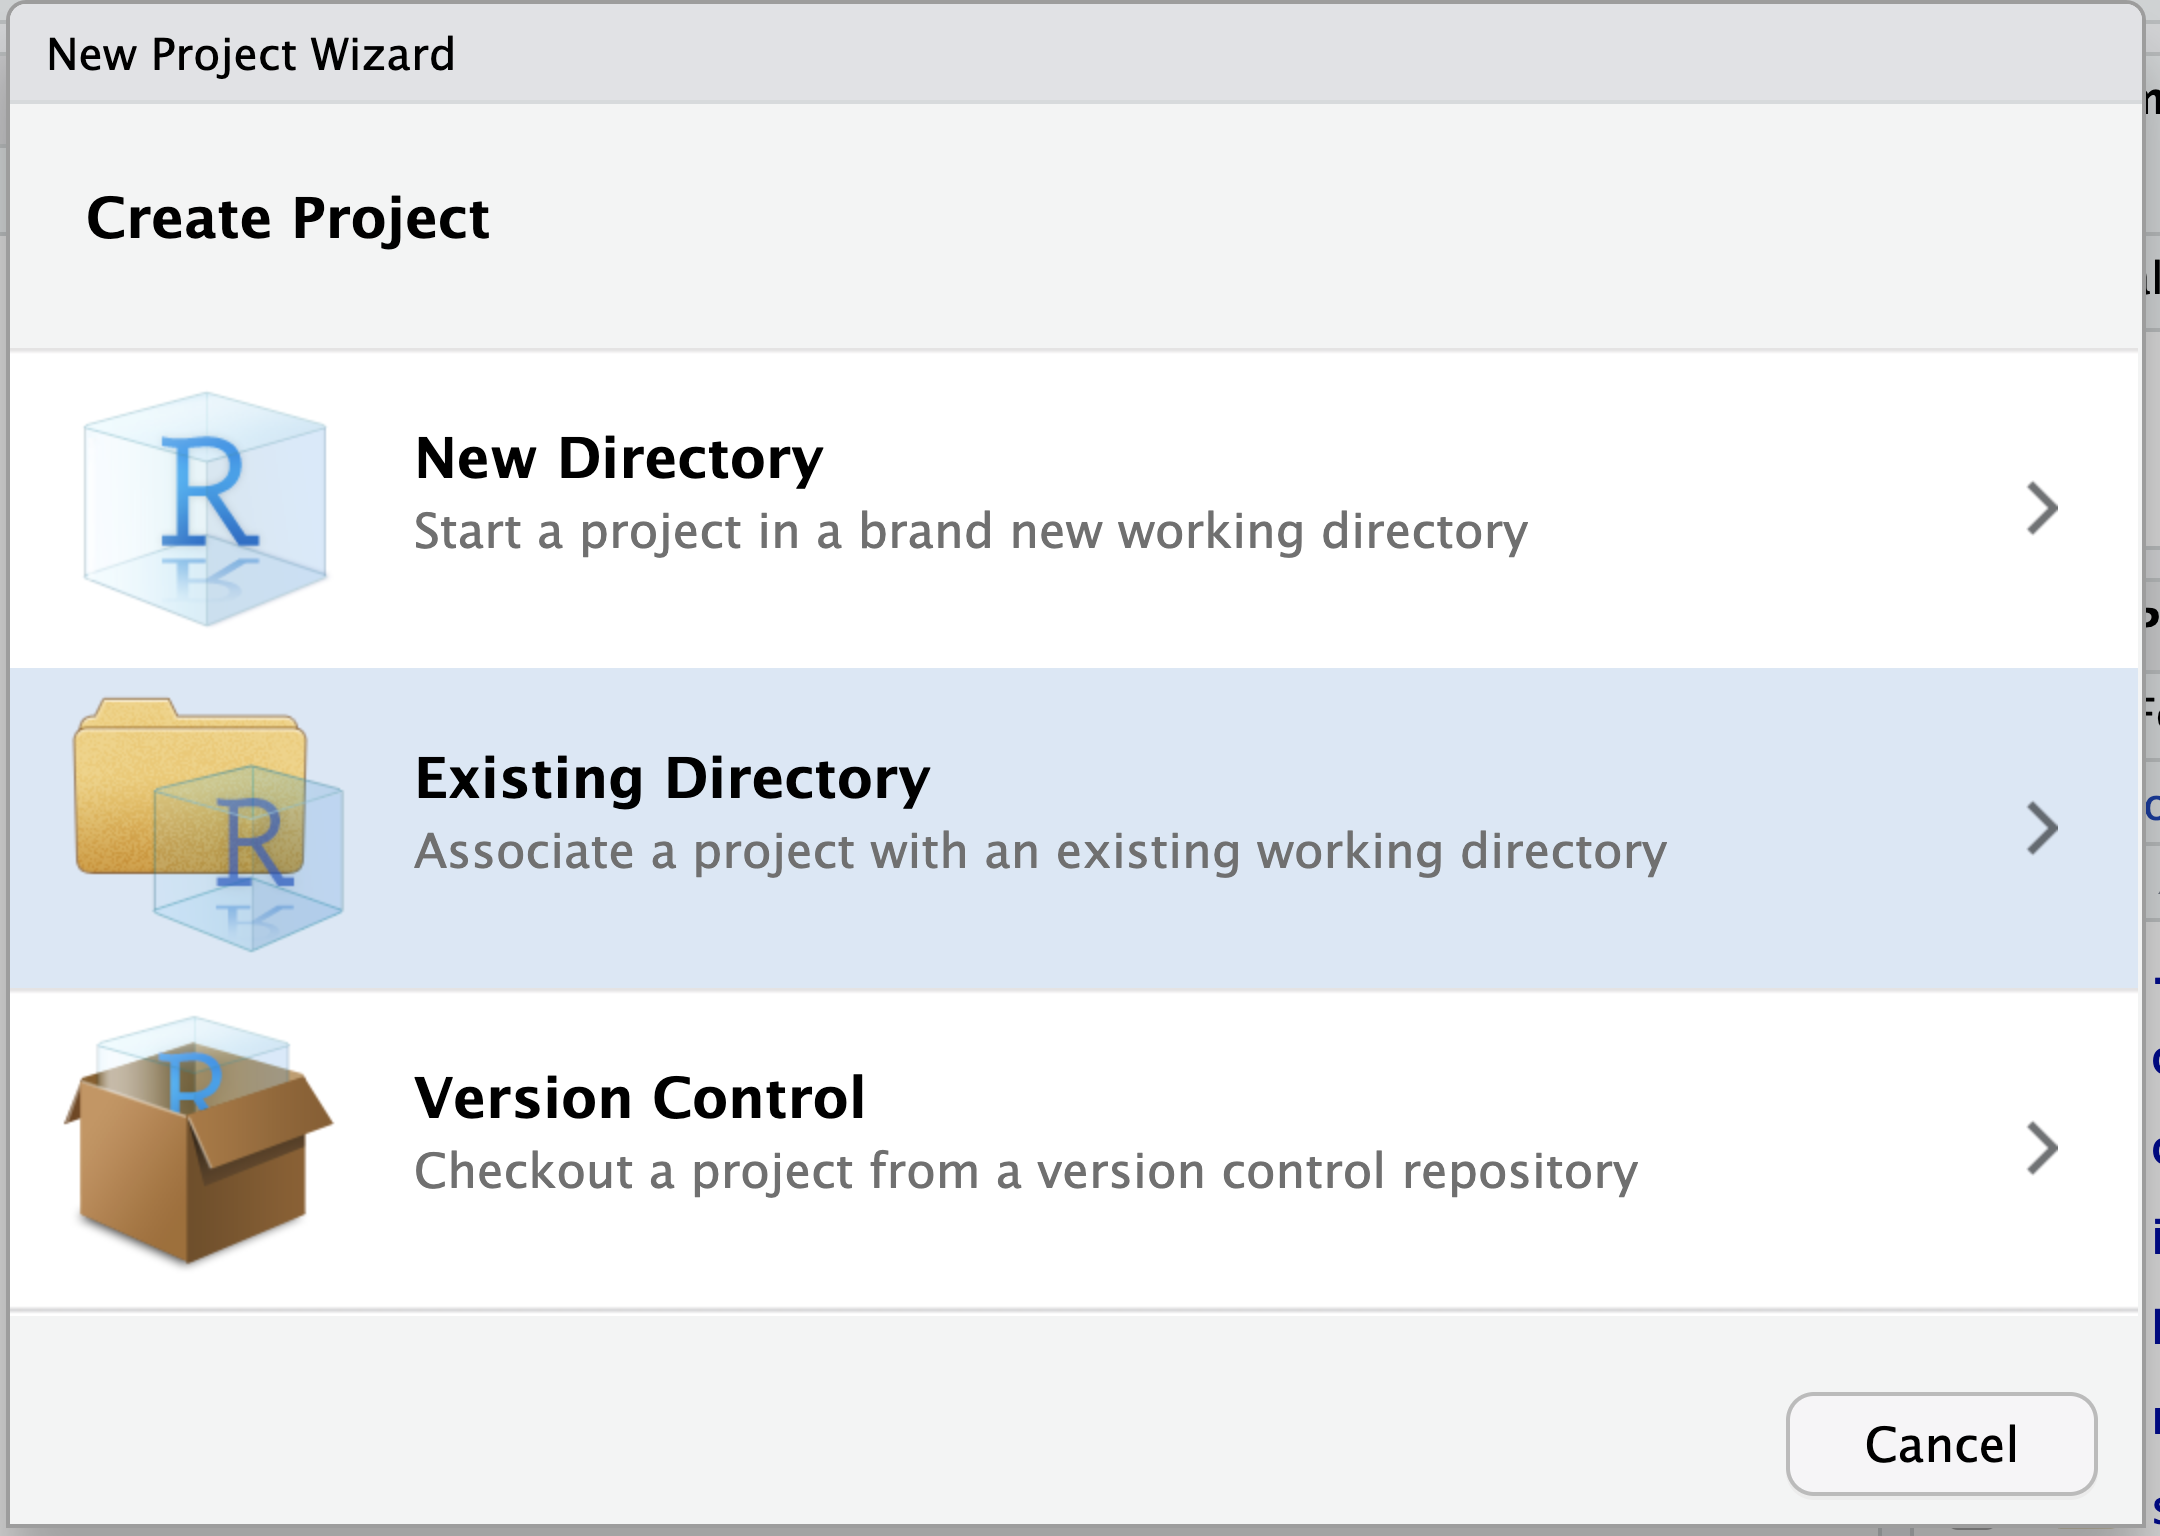 New Project Wizard
Create Project
R
New Directory
Start a project in a brand new working directory
R
Existing Directory
Associate a project with an existing working directory
R
Version Control
Checkout a project from a version control repository
Cancel